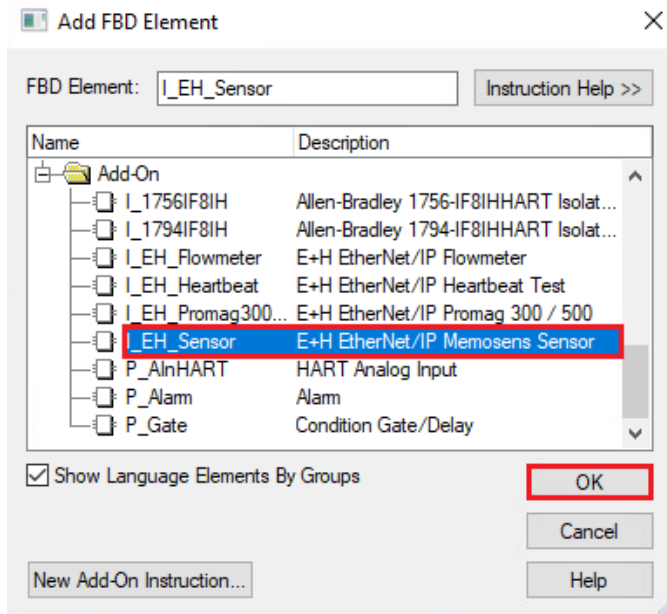 Add FBD Element
FBD Element: I_EH_Sensor Instruction Help >>
Name Description
Add-On
I_1756IF8IH Allen-Bradley 1756-IF8IHHART Isolat...
I_1794IF8IH Allen-Bradley 1794-IF8IHHART Isolat...
I_EH_Flowmeter E+H EtherNet/IP Flowmeter
I_EH_Heartbeat E+H EtherNet/IP Heartbeat Test
I_EH_Promag300... E+H EtherNet/IP Promag 300 / 500
I_EH_Sensor E+H EtherNet/IP Memosens Sensor
P_AInHART HART Analog Input
P_Alarm Alarm
P_Gate Condition Gate/Delay
Show Language Elements By Groups
OK
Cancel
New Add-On Instruction... Help